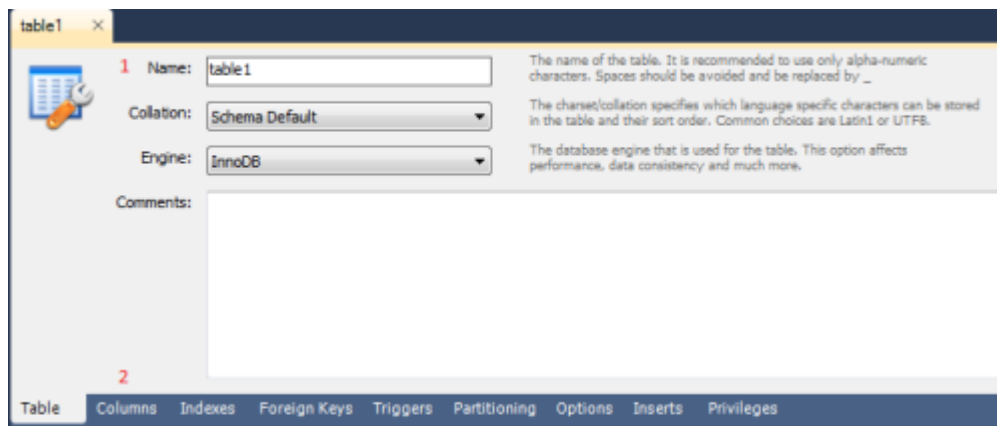 table1 ×
1 Name: table1
The name of the table. It is recommended to use only alpha-numeric
characters. Spaces should be avoided and be replaced by _
Collation: Schema Default
The charset/collation specifies which language specific characters can be stored
in the table and their sort order. Common choices are Latin1 or UTF8.
Engine: InnoDB
The database engine that is used for the table. This option affects
performance, data consistency and much more.
Comments:
2
Table Columns Indexes Foreign Keys Triggers Partitioning Options Inserts Privileges